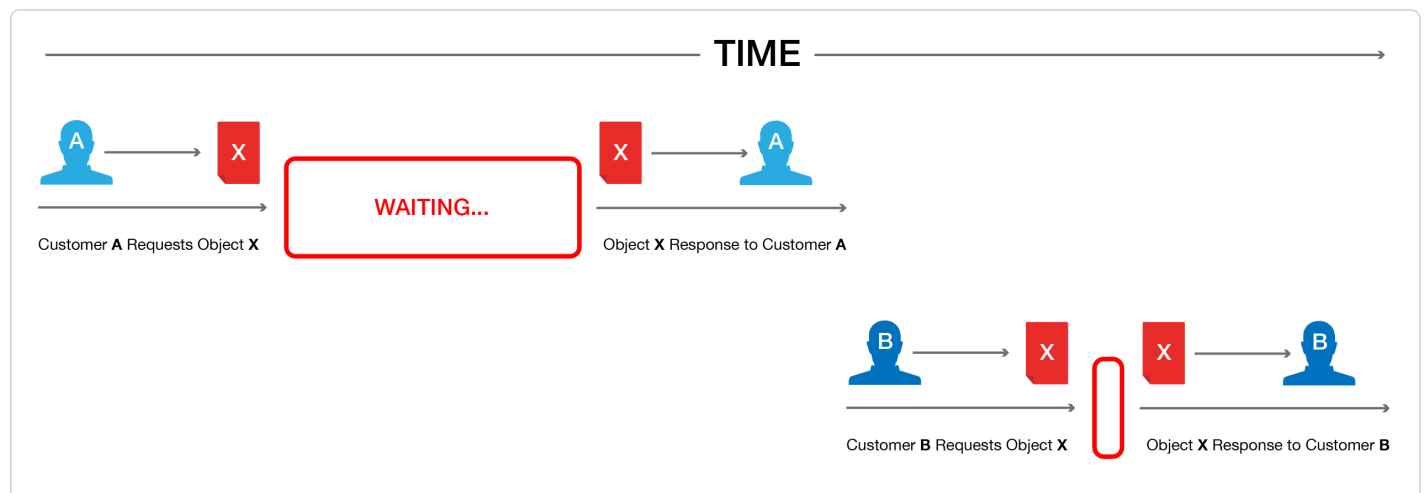 TIME
A
X
X
A
WAITING...
Customer A Requests Object X
Object X Response to Customer A
B
X
X
B
Customer B Requests Object X
Object X Response to Customer B